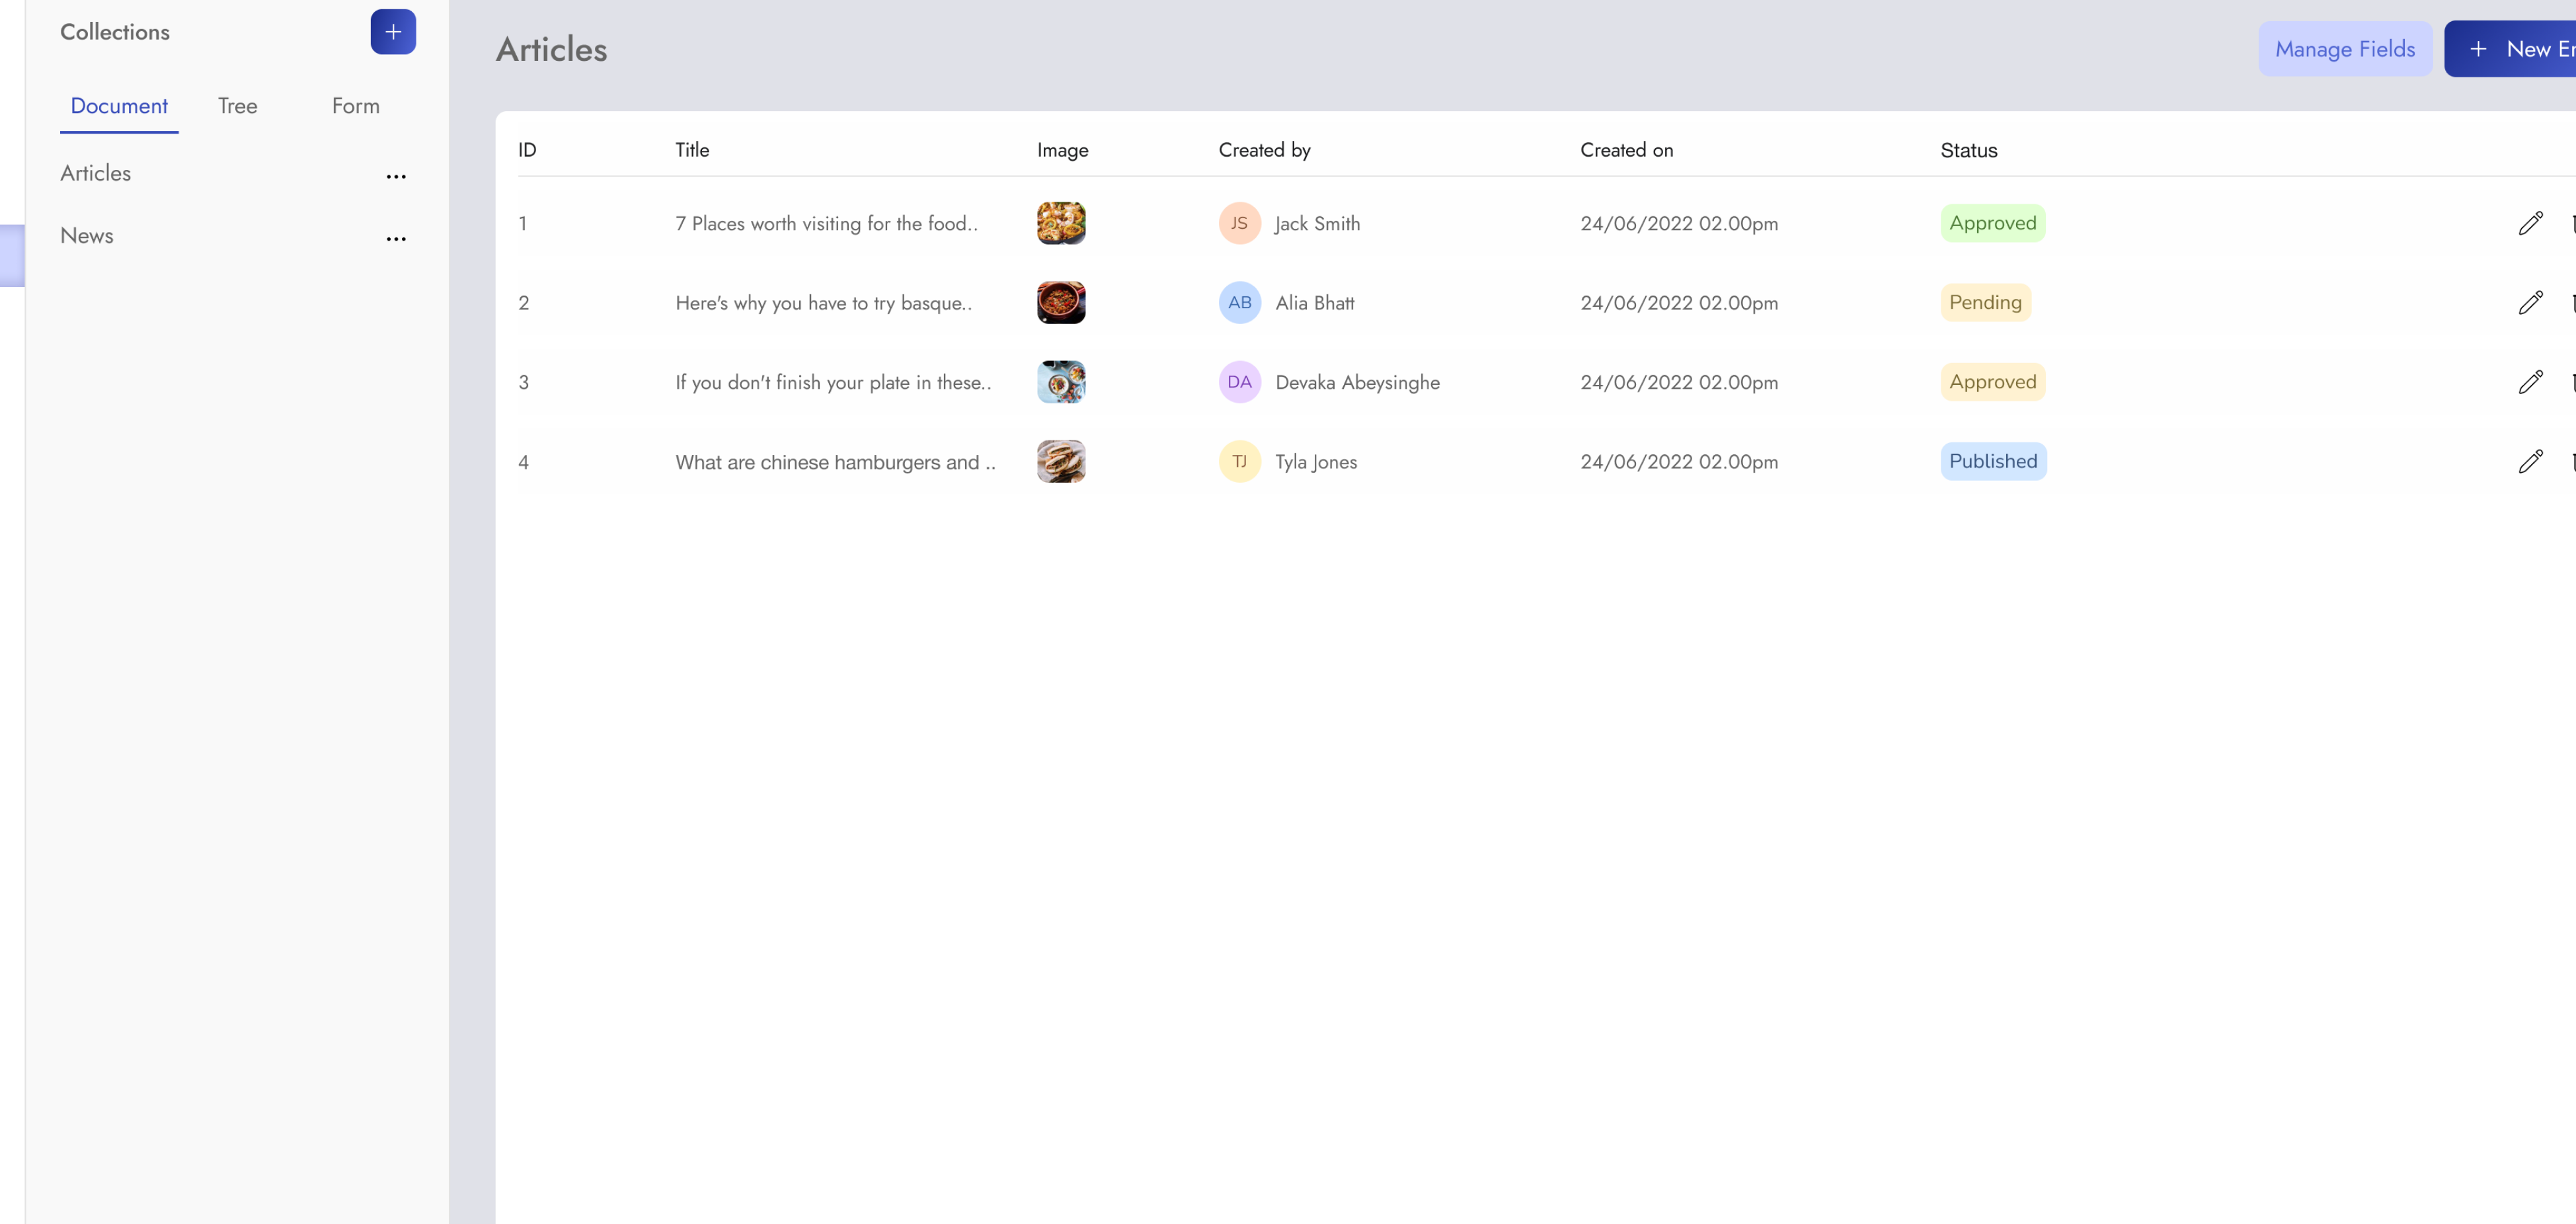 Collections
Document Tree Form
Articles
News
Articles
Manage Fields
New
ID Title Image Created by Created on Status
1 7 Places worth visiting for the food.. JS Jack Smith 24/06/2022 02.00pm Approved
2 Here's why you have to try basque.. AB Alia Bhatt 24/06/2022 02.00pm Pending
3 If you don't finish your plate in these.. DA Devaka Abeysinghe 24/06/2022 02.00pm Approved
4 What are chinese hamburgers and .. TJ Tyla Jones 24/06/2022 02.00pm Published